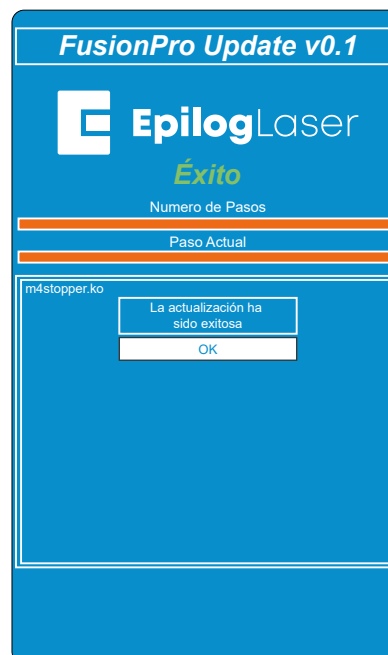 FusionPro Update v0.1
EpilogLaser
Éxito
Numero de Pasos
Paso Actual
m4stopper.ko
La actualización ha
sido exitosa
OK